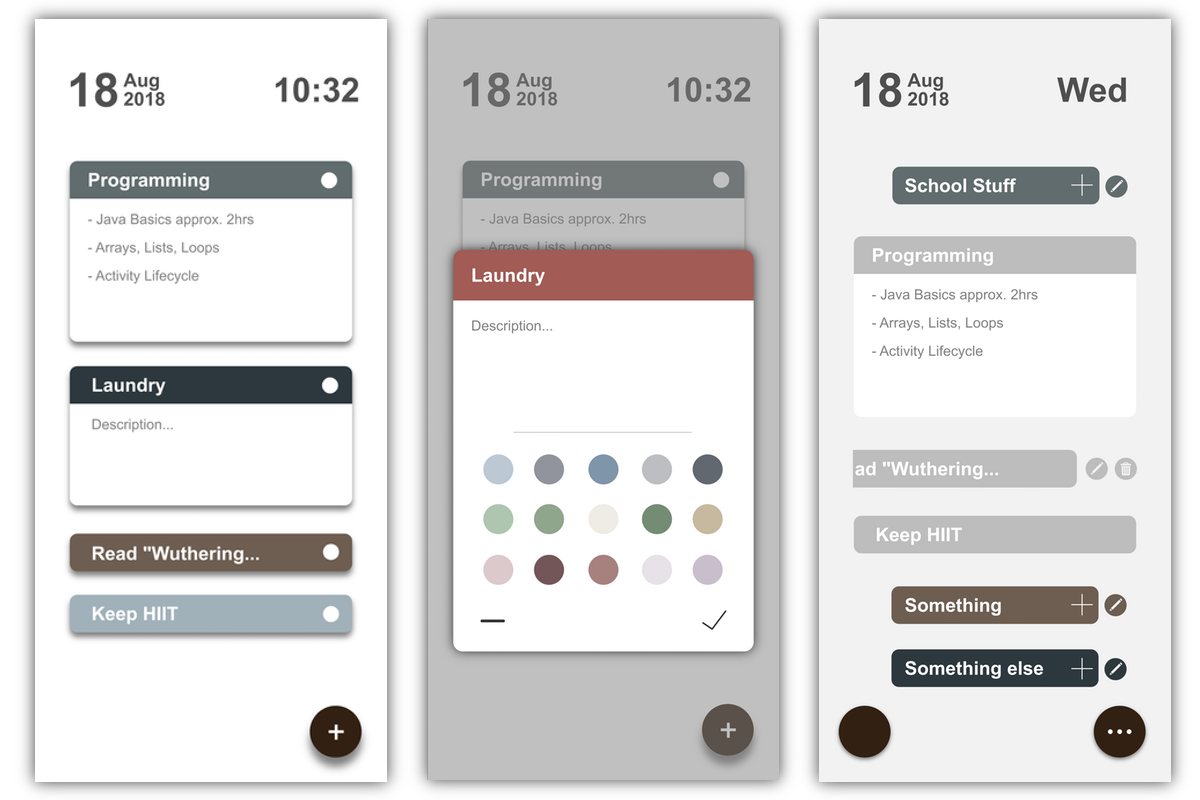 18 Aug 2018 10:32
Programming
- Java Basics approx. 2hrs
- Arrays, Lists, Loops
- Activity Lifecycle
Laundry
Description...
Read "Wuthering...
Keep HIIT
+
18 Aug 2018 10:32
Programming
- Java Basics approx. 2hrs
- Arrays, Lists, Loops
Laundry
Description...
+
18 Aug 2018 Wed
School Stuff
Programming
- Java Basics approx. 2hrs
- Arrays, Lists, Loops
- Activity Lifecycle
ad "Wuthering...
Keep HIIT
Something
Something else